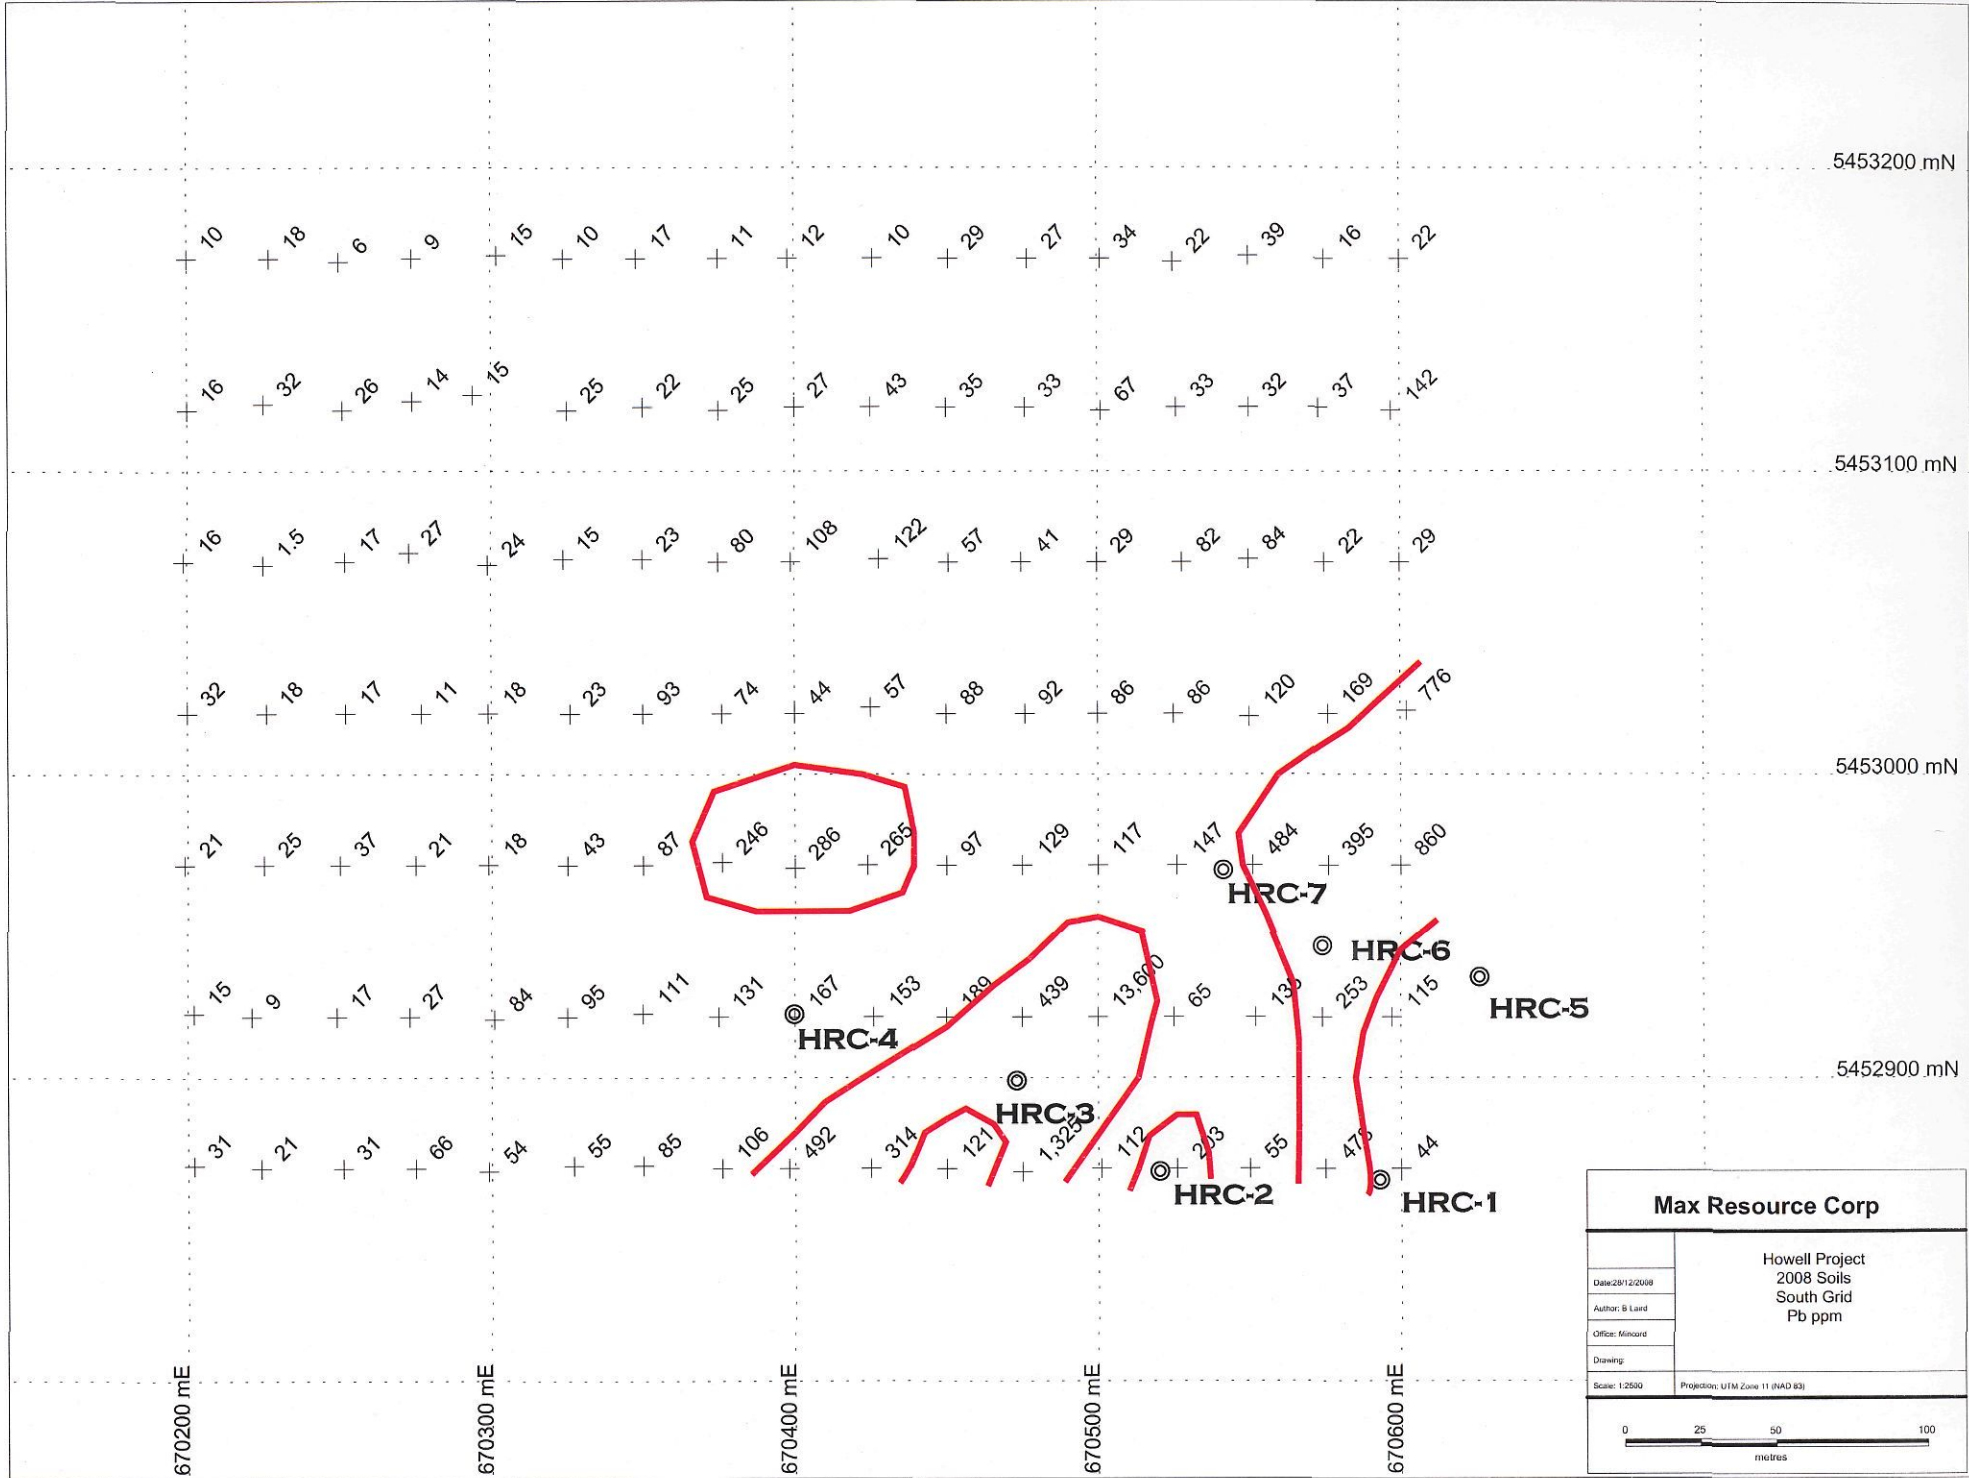 5453200 mN
10 18 6 9 15 10 17 11 12 10 29 27 34 22 39 16 22
16 32 26 14 15 25 22 25 27 43 35 33 67 33 32 37 142
5453100 mN
16 1.5 17 27 24 15 23 80 108 122 57 41 29 82 84 22 29
32 18 17 11 18 23 93 74 44 57 88 92 86 86 120 169 776
5453000 mN
21 25 37 21 18 43 87 246 286 265 97 129 117 147 484 395 860
HRC-7
HRC-6
15 9 17 27 84 95 111 131 167 153 189 439 13,600 65 253 115
HRC-5
HRC-4
5452900 mN
HRC-3
31 21 31 66 54 55 85 106 492 314 121 1,325 112 55 44
HRC-2
HRC-1
670200 mE
670300 mE
670400 mE
670500 mE
670600 mE
Max Resource Corp
Howell Project
2008 Soils
South Grid
Pb ppm
Date:28/12/2008
Author: B Laird
Office: Mincord
Drawing:
Scale: 1:2500
Projection: UTM Zone 11 (NAD 83)
0 25 50 100
metres